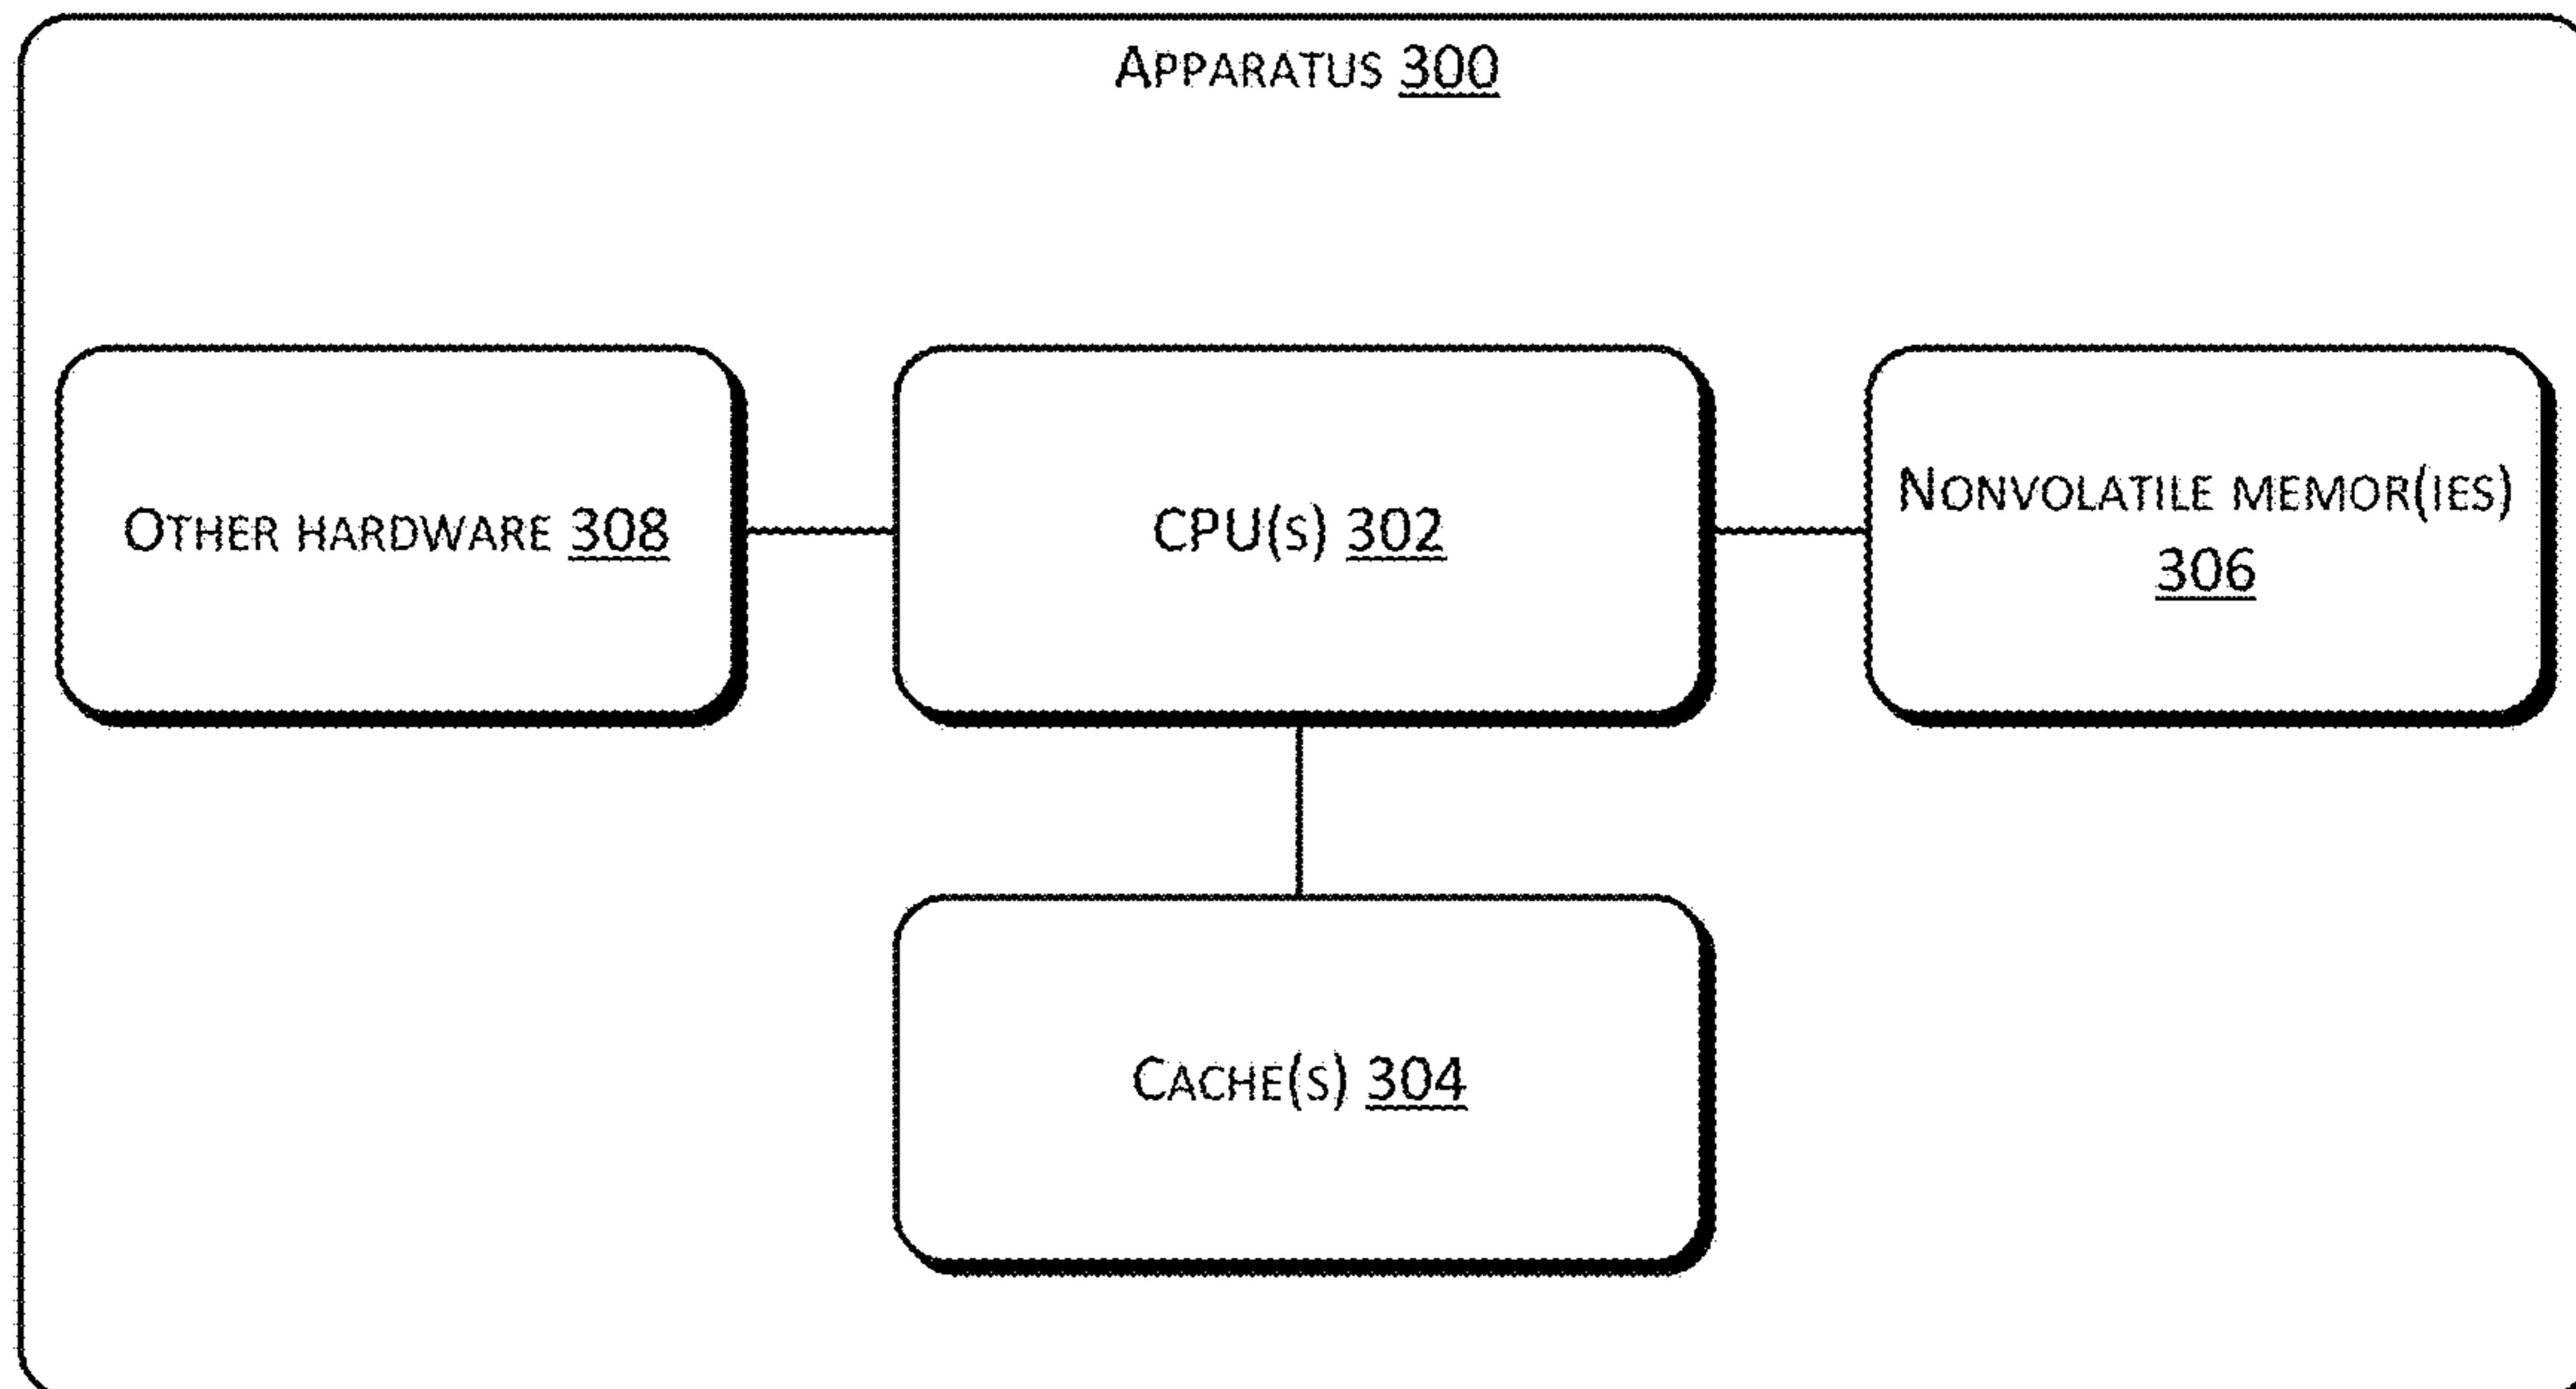 APPARATUS 300
OTHER HARDWARE 308
CPU(S) 302
NONVOLATILE MEMOR(IES)
306
CACHE(S) 304